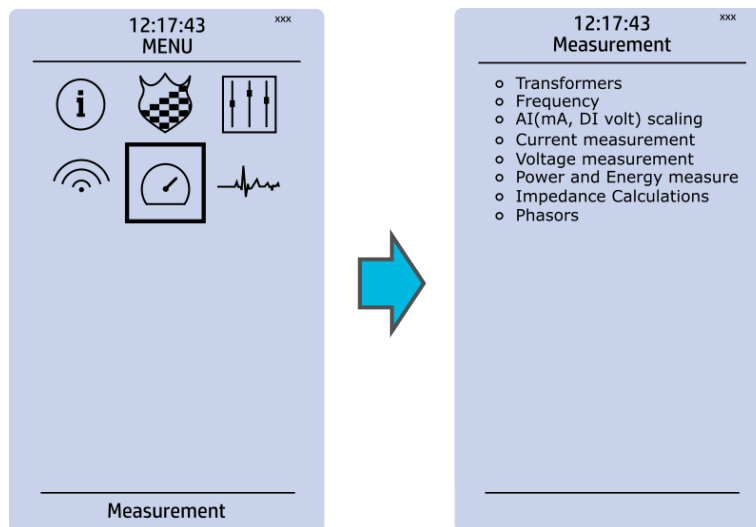 12:17:43
xxx
MENU
i
Measurement
12:17:43
xxx
Measurement
Transformers
Frequency
AI(mA, DI volt) scaling
Current measurement
Voltage measurement
Power and Energy measure
Impedance Calculations
Phasors